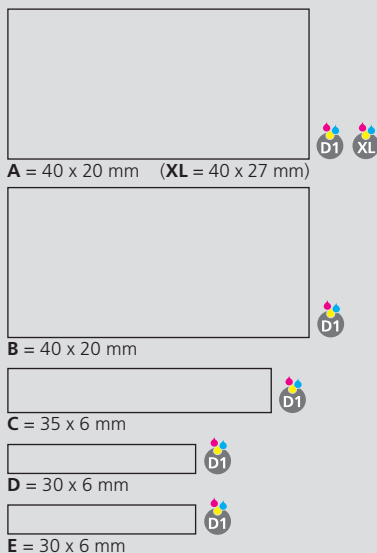 D1 XL
A = 40 x 20 mm (XL = 40 x 27 mm)
D1
B = 40 x 20 mm
D1
C = 35 x 6 mm
D1
D = 30 x 6 mm
D1
E = 30 x 6 mm